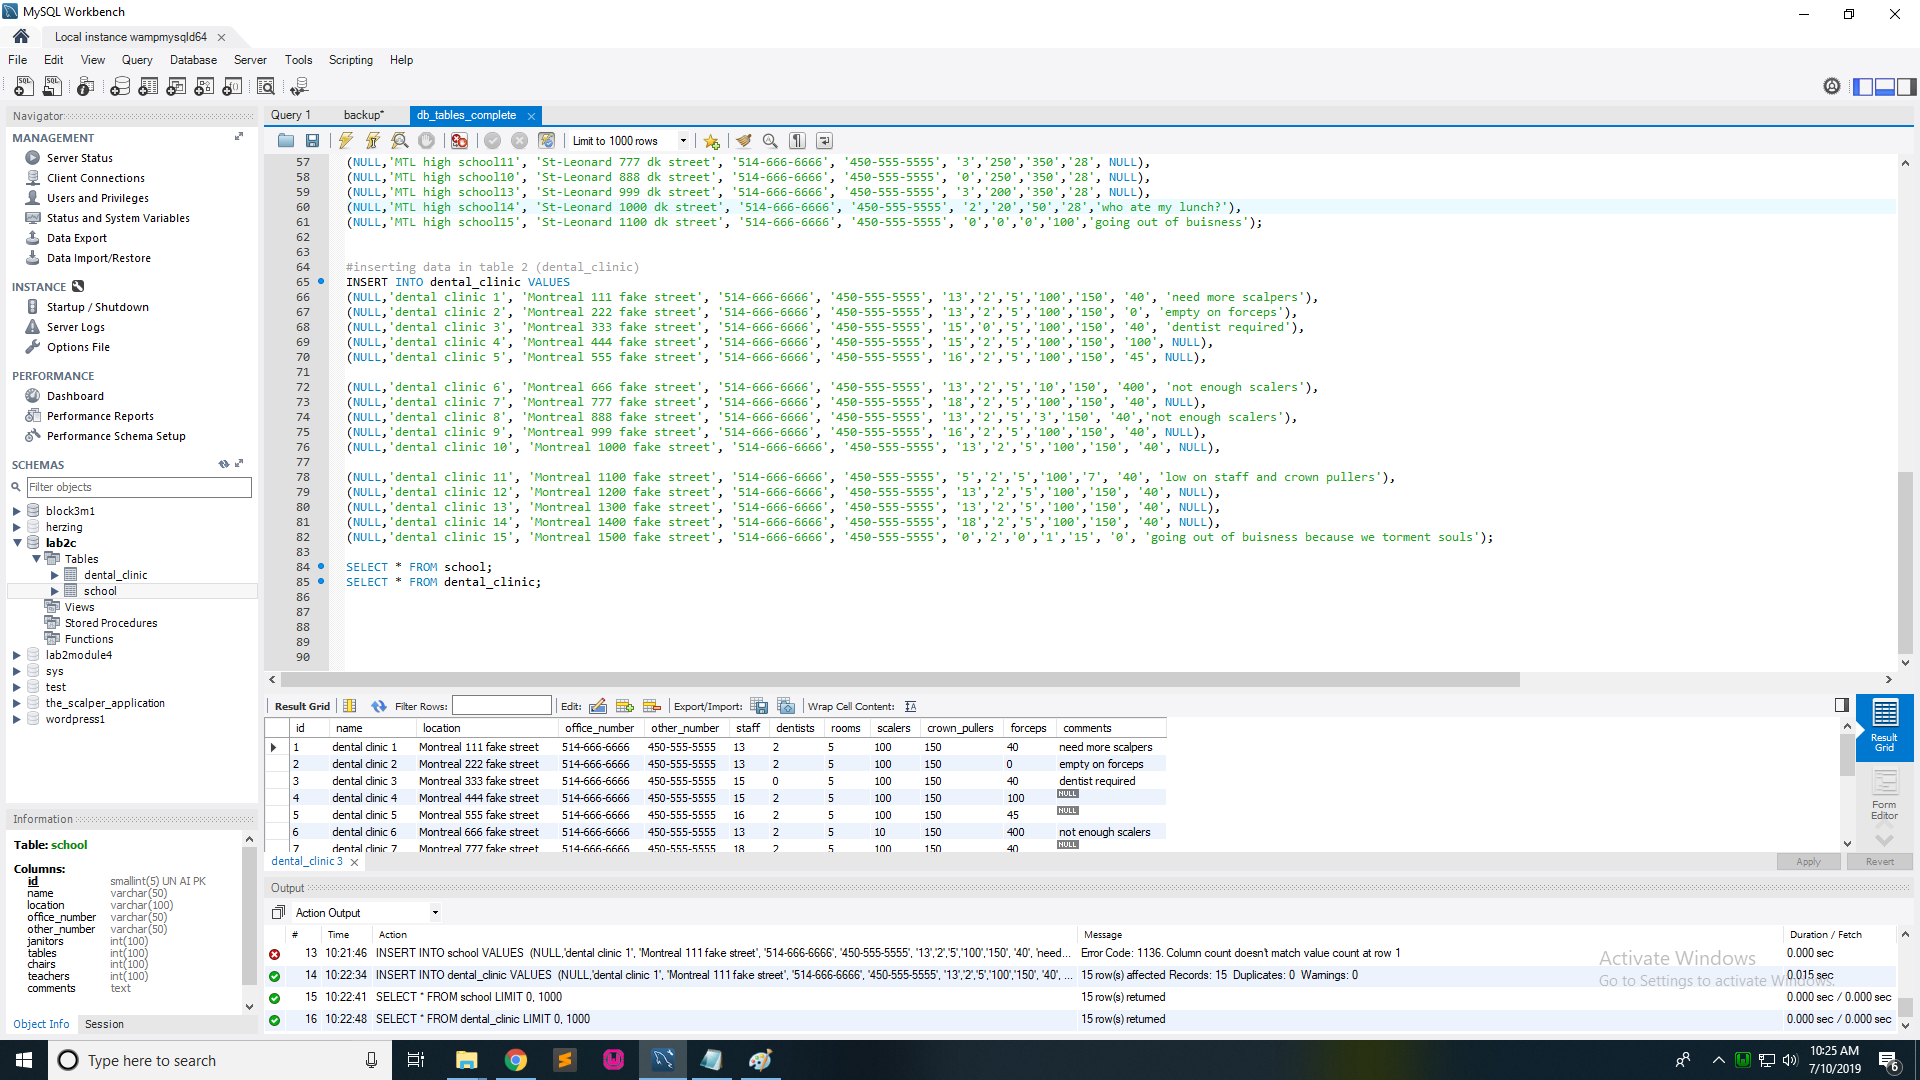 MySQL Workbench
Local instance wampmysqld64
File Edit View Query Database Server Tools Scripting Help
Navigator
MANAGEMENT
Server Status
Client Connections
Users and Privileges
Status and System Variables
Data Export
Data Import/Restore
INSTANCE
Startup / Shutdown
Server Logs
Options File
PERFORMANCE
Dashboard
Performance Reports
Performance Schema Setup
SCHEMAS
Filter objects
block3m1
herzing
lab2c
Tables
dental_clinic
school
Views
Stored Procedures
Functions
lab2module4
sys
test
the_scalper_application
wordpress1
Information
Table: school
Columns:
id smallint(5) UN AI PK
name varchar(50)
location varchar(100)
office_number varchar(50)
other_number varchar(50)
janitors int(100)
tables int(100)
chairs int(100)
teachers int(100)
comments text
Object Info Session
Query 1 backup* db_tables_complete
Limit to 1000 rows
57 (NULL,'MTL high school11', 'St-Leonard 777 dk street', '514-666-6666', '450-555-5555', '3','250','350','28', NULL),
58 (NULL,'MTL high school10', 'St-Leonard 888 dk street', '514-666-6666', '450-555-5555', '0','250','350','28', NULL),
59 (NULL,'MTL high school13', 'St-Leonard 999 dk street', '514-666-6666', '450-555-5555', '3','200','350','28', NULL),
60 (NULL,'MTL high school14', 'St-Leonard 1000 dk street', '514-666-6666', '450-555-5555', '2','20','50','28','who ate my lunch?'),
61 (NULL,'MTL high school15', 'St-Leonard 1100 dk street', '514-666-6666', '450-555-5555', '0','0','0','100','going out of buisness');
62
63
64 #inserting data in table 2 (dental_clinic)
65 INSERT INTO dental_clinic VALUES
66 (NULL,'dental clinic 1', 'Montreal 111 fake street', '514-666-6666', '450-555-5555', '13','2','5','100','150', '40', 'need more scalpers'),
67 (NULL,'dental clinic 2', 'Montreal 222 fake street', '514-666-6666', '450-555-5555', '13','2','5','100','150', '0', 'empty on forceps'),
68 (NULL,'dental clinic 3', 'Montreal 333 fake street', '514-666-6666', '450-555-5555', '15','0','5','100','150', '40', 'dentist required'),
69 (NULL,'dental clinic 4', 'Montreal 444 fake street', '514-666-6666', '450-555-5555', '15','2','5','100','150', '100', NULL),
70 (NULL,'dental clinic 5', 'Montreal 555 fake street', '514-666-6666', '450-555-5555', '16','2','5','100','150', '45', NULL),
71
72 (NULL,'dental clinic 6', 'Montreal 666 fake street', '514-666-6666', '450-555-5555', '13','2','5','10','150', '400', 'not enough scalers'),
73 (NULL,'dental clinic 7', 'Montreal 777 fake street', '514-666-6666', '450-555-5555', '18','2','5','100','150', '40', NULL),
74 (NULL,'dental clinic 8', 'Montreal 888 fake street', '514-666-6666', '450-555-5555', '13','2','5','3','150', '40','not enough scalers'),
75 (NULL,'dental clinic 9', 'Montreal 999 fake street', '514-666-6666', '450-555-5555', '16','2','5','100','150', '40', NULL),
76 (NULL,'dental clinic 10', 'Montreal 1000 fake street', '514-666-6666', '450-555-5555', '13','2','5','100','150', '40', NULL),
77
78 (NULL,'dental clinic 11', 'Montreal 1100 fake street', '514-666-6666', '450-555-5555', '5','2','5','100','7', '40', 'low on staff and crown pullers'),
79 (NULL,'dental clinic 12', 'Montreal 1200 fake street', '514-666-6666', '450-555-5555', '13','2','5','100','150', '40', NULL),
80 (NULL,'dental clinic 13', 'Montreal 1300 fake street', '514-666-6666', '450-555-5555', '13','2','5','100','150', '40', NULL),
81 (NULL,'dental clinic 14', 'Montreal 1400 fake street', '514-666-6666', '450-555-5555', '18','2','5','100','150', '40', NULL),
82 (NULL,'dental clinic 15', 'Montreal 1500 fake street', '514-666-6666', '450-555-5555', '0','2','0','1','15', '0', 'going out of buisness because we torment souls');
83
84 SELECT * FROM school;
85 SELECT * FROM dental_clinic;
86
87
88
89
90
Result Grid Filter Rows: Edit: Export/Import: Wrap Cell Content:
id name location office_number other_number staff dentists rooms scalers crown_pullers forceps comments
1 dental clinic 1 Montreal 111 fake street 514-666-6666 450-555-5555 13 2 5 100 150 40 need more scalpers
2 dental clinic 2 Montreal 222 fake street 514-666-6666 450-555-5555 13 2 5 100 150 0 empty on forceps
3 dental clinic 3 Montreal 333 fake street 514-666-6666 450-555-5555 15 0 5 100 150 40 dentist required
4 dental clinic 4 Montreal 444 fake street 514-666-6666 450-555-5555 15 2 5 100 150 100 NULL
5 dental clinic 5 Montreal 555 fake street 514-666-6666 450-555-5555 16 2 5 100 150 45 NULL
6 dental clinic 6 Montreal 666 fake street 514-666-6666 450-555-5555 13 2 5 10 150 400 not enough scalers
7 dental clinic 7 Montreal 777 fake street 514-666-6666 450-555-5555 18 2 5 100 150 40 NULL
Result Grid
Form Editor
dental_clinic 3
Apply Revert
Output
Action Output
# Time Action Message Duration / Fetch
13 10:21:46 INSERT INTO school VALUES (NULL,'dental clinic 1', 'Montreal 111 fake street', '514-666-6666', '450-555-5555', '13','2','5','100','150', '40', 'need... Error Code: 1136. Column count doesn't match value count at row 1 0.000 sec
14 10:22:34 INSERT INTO dental_clinic VALUES (NULL,'dental clinic 1', 'Montreal 111 fake street', '514-666-6666', '450-555-5555', '13','2','5','100','150', '40', ... 15 row(s) affected Records: 15 Duplicates: 0 Warnings: 0 0.015 sec
15 10:22:41 SELECT * FROM school LIMIT 0, 1000 15 row(s) returned 0.000 sec / 0.000 sec
16 10:22:48 SELECT * FROM dental_clinic LIMIT 0, 1000 15 row(s) returned 0.000 sec / 0.000 sec
Activate Windows
Go to Settings to activate Windows.
Type here to search
10:25 AM
7/10/2019
6